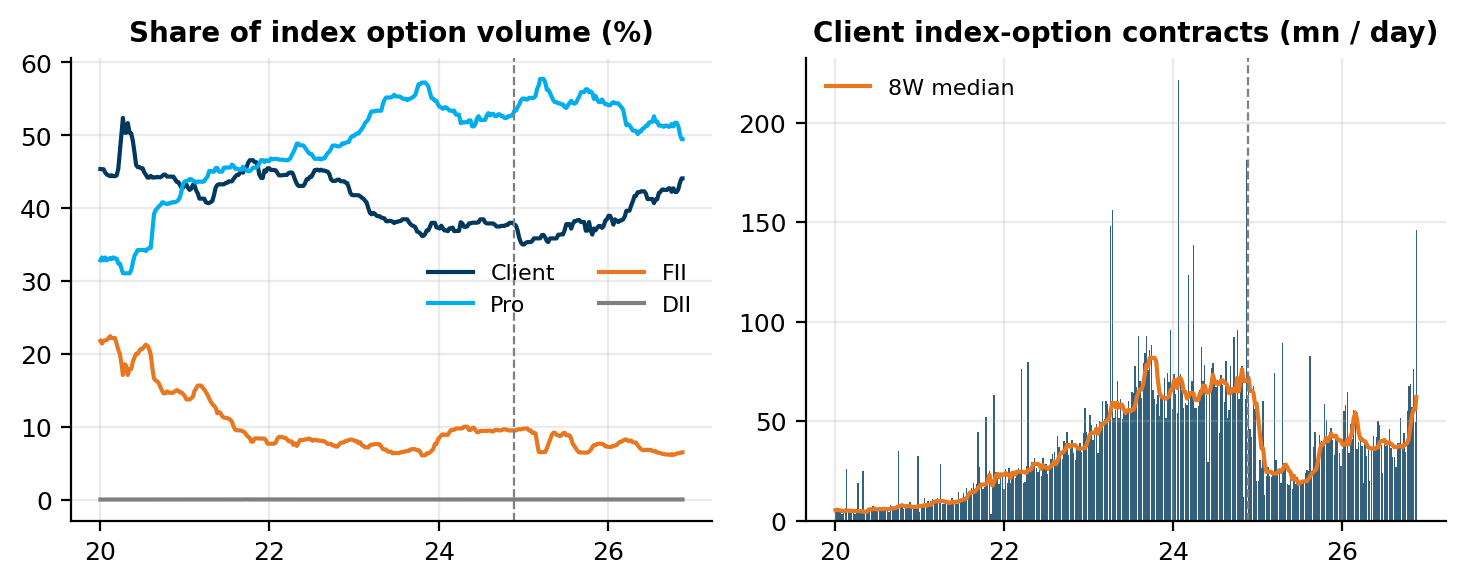 Share of index option volume (%)
60
50
40
30
20
10
0
20 22 24 26
Client FII
Pro DII
Client index-option contracts (mn / day)
8W median
200
150
100
50
0
20 22 24 26